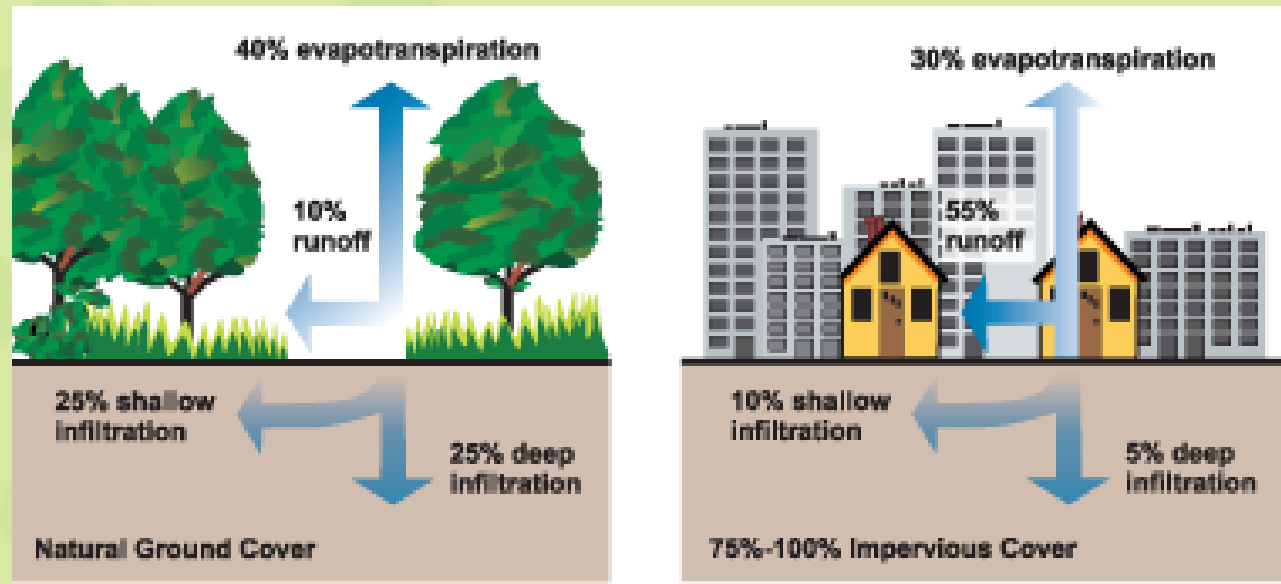 40% evapotranspiration
10%
runoff
25% shallow
infiltration
25% deep
infiltration
Natural Ground Cover
30% evapotranspiration
55%
runoff
10% shallow
infiltration
5% deep
infiltration
75%-100% Impervious Cover